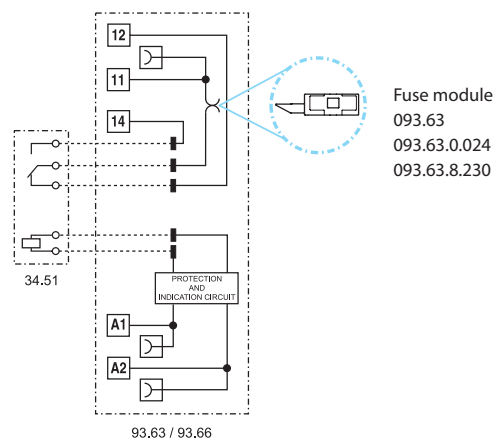 12
11
14
Fuse module
093.63
093.63.0.024
093.63.8.230
34.51
PROTECTION
AND
INDICATION CIRCUIT
A1
A2
93.63 / 93.66